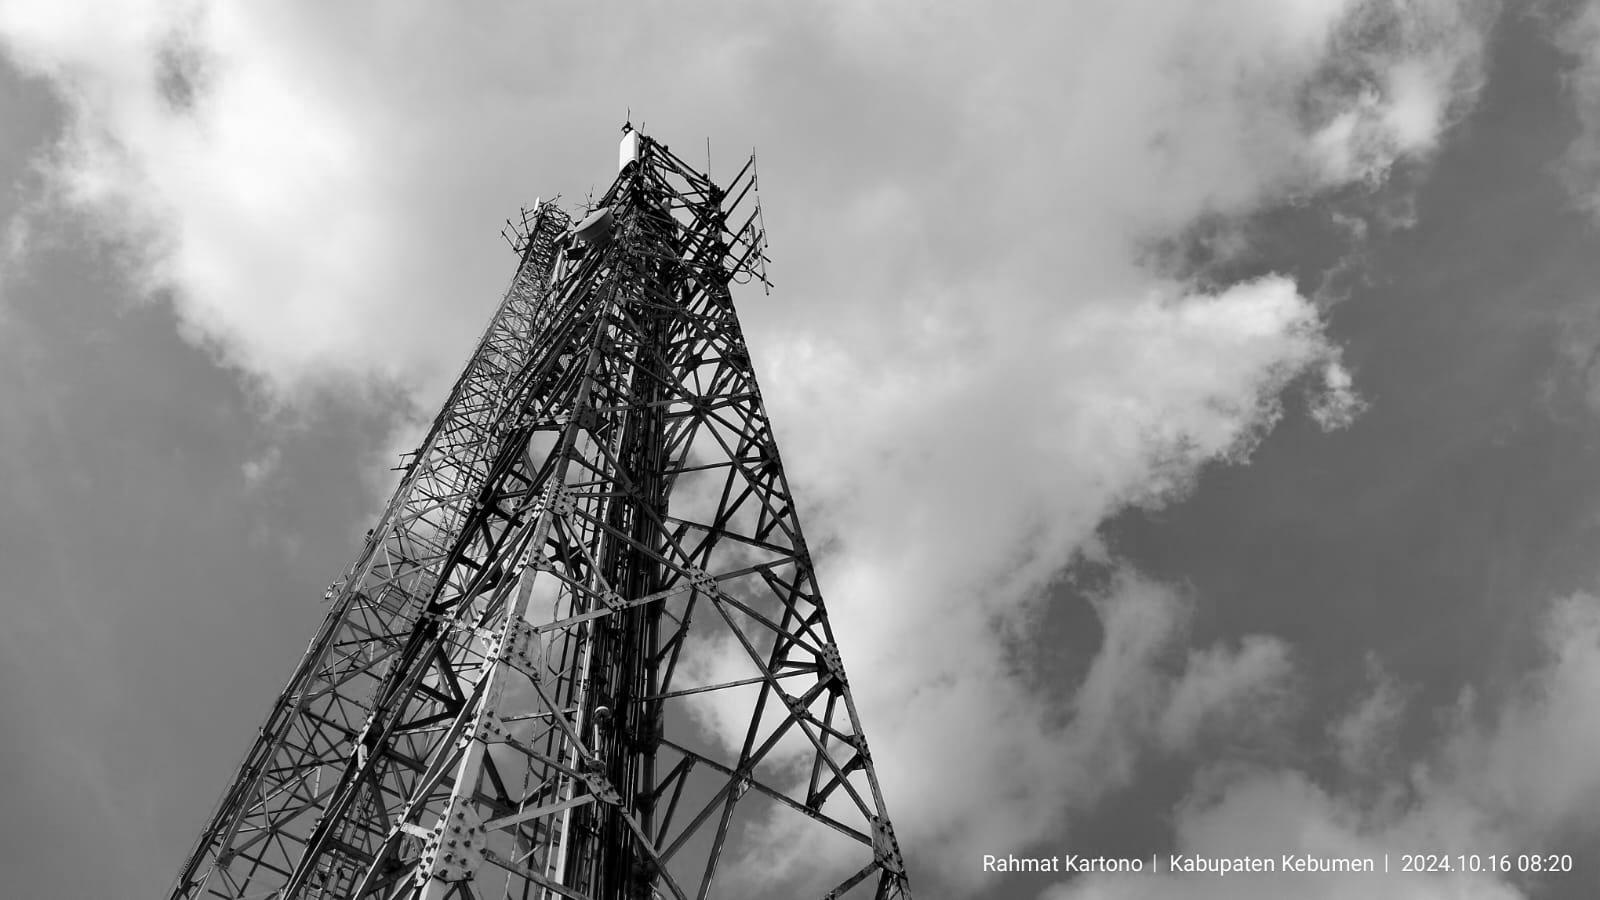 Rahmat Kartono | Kabupaten Kebumen | 2024.10.16 08:20